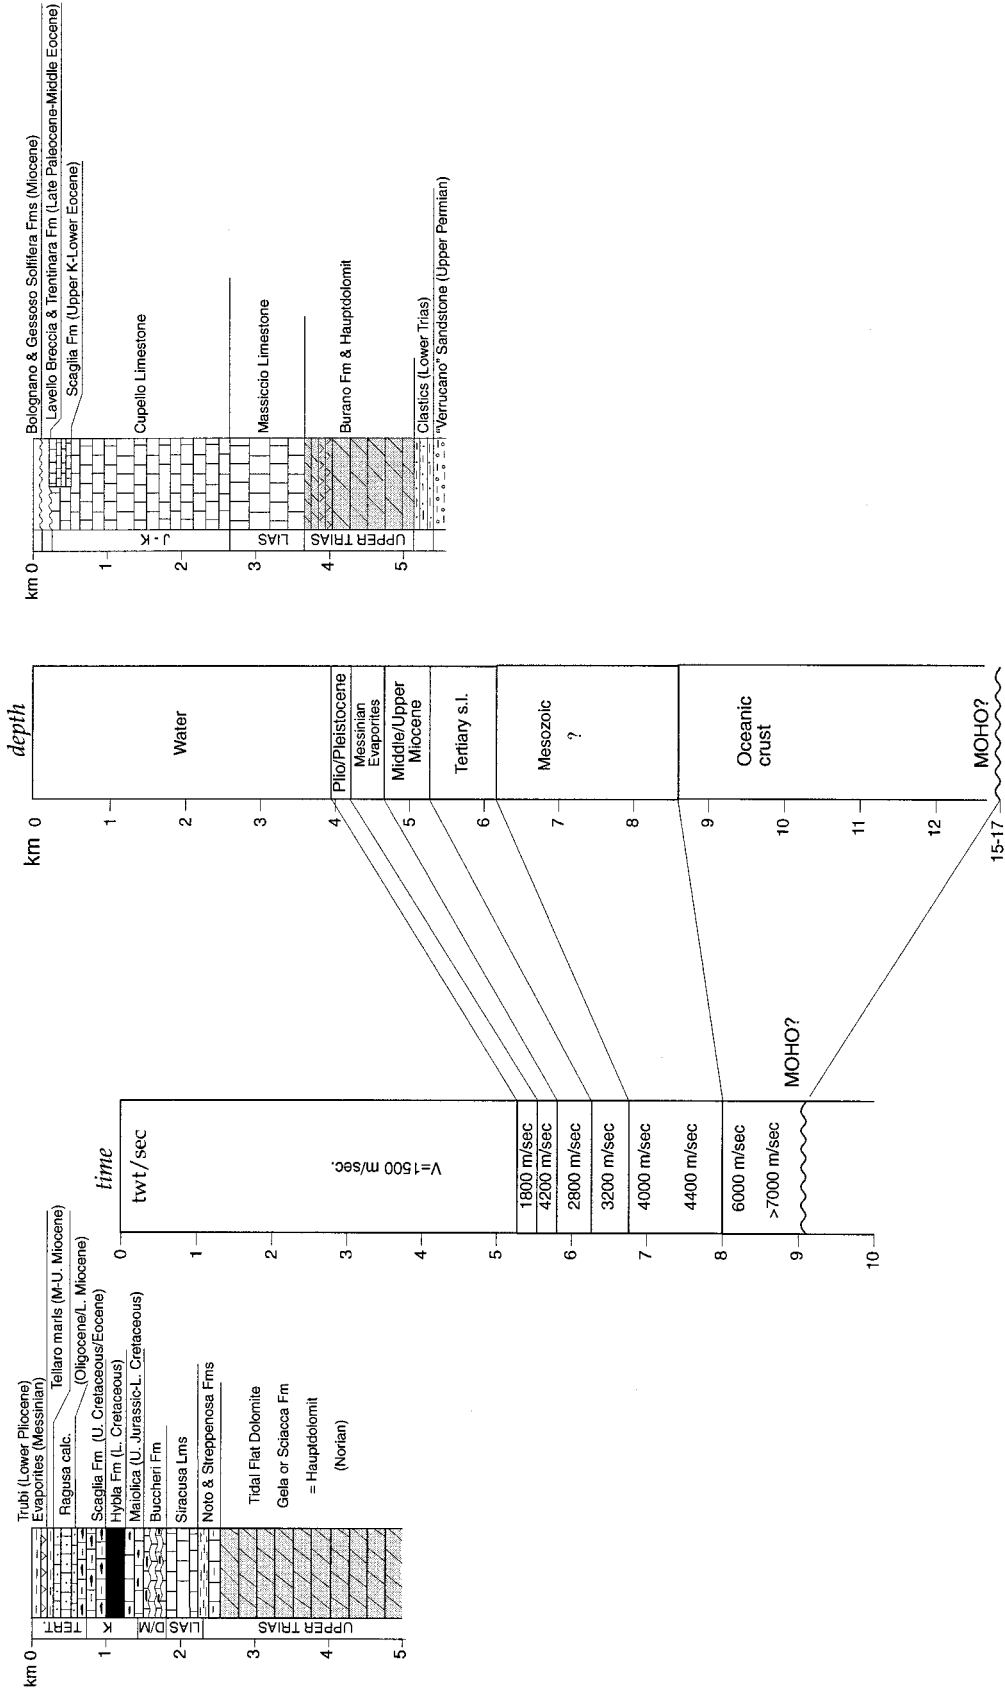 km 0
1
2
3
4
5
TERT.
K
D/M
LIAS
UPPER TRIAS
Trubi (Lower Pliocene)
Evaporites (Messinian)
Tellaro marls (M-U. Miocene)
Ragusa calc.
(Oligocene/L. Miocene)
Scaglia Fm (U. Cretaceous/Eocene)
Hybla Fm (L. Cretaceous)
Maiolica (U. Jurassic-L. Cretaceous)
Buccheri Fm
Siracusa Lms
Noto & Streppenosa Fms
Tidal Flat Dolomite
Gela or Sciacca Fm
= Hauptdolomit
(Norian)
time
twt/sec
0
1
2
3
4
5
6
7
8
9
10
V=1500 m/sec.
1800 m/sec
4200 m/sec
2800 m/sec
3200 m/sec
4000 m/sec
4400 m/sec
6000 m/sec
>7000 m/sec
MOHO?
depth
km 0
1
2
3
4
5
6
7
8
9
10
11
12
15-17
Water
Plio/Pleistocene
Messinian
Evaporites
Middle/Upper
Miocene
Tertiary s.l.
Mesozoic
?
Oceanic
crust
MOHO?
km 0
1
2
3
4
5
J - K
LIAS
UPPER TRIAS
Bolognano & Gessoso Solfifera Fms (Miocene)
Lavello Breccia & Trentinara Fm (Late Paleocene-Middle Eocene)
Scaglia Fm (Upper K-Lower Eocene)
Cupello Limestone
Massiccio Limestone
Burano Fm & Hauptdolomit
Clastics (Lower Trias)
"Verrucano" Sandstone (Upper Permian)